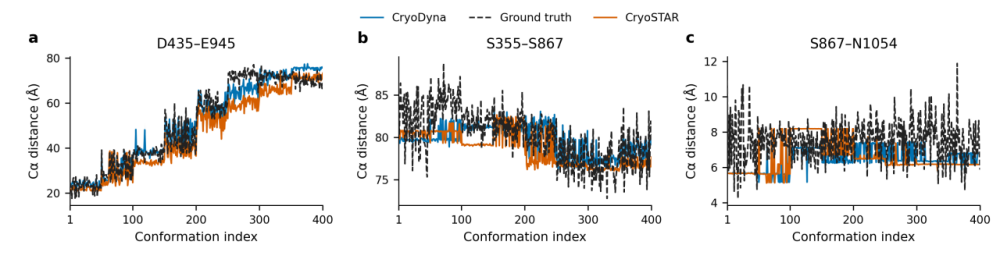 CryoDyna Ground truth CryoSTAR
a D435–E945
80
60
40
20
Cα distance (Å)
1 100 200 300 400
Conformation index
b S355–S867
85
80
75
Cα distance (Å)
1 100 200 300 400
Conformation index
c S867–N1054
12
10
8
6
4
Cα distance (Å)
1 100 200 300 400
Conformation index